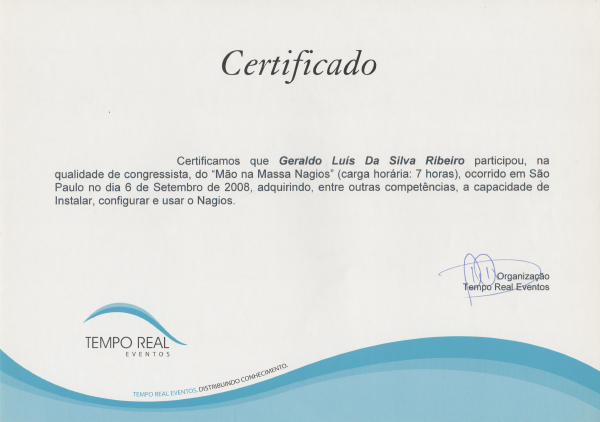 Certificado
Certificamos que Geraldo Luís Da Silva Ribeiro participou, na
qualidade de congressista, do "Mão na Massa Nagios" (carga horária: 7 horas), ocorrido em São
Paulo no dia 6 de Setembro de 2008, adquirindo, entre outras competências, a capacidade de
Instalar, configurar e usar o Nagios.
Organização
Tempo Real Eventos
TEMPO REAL
EVENTOS
TEMPO REAL EVENTOS. DISTRIBUINDO CONHECIMENTO.